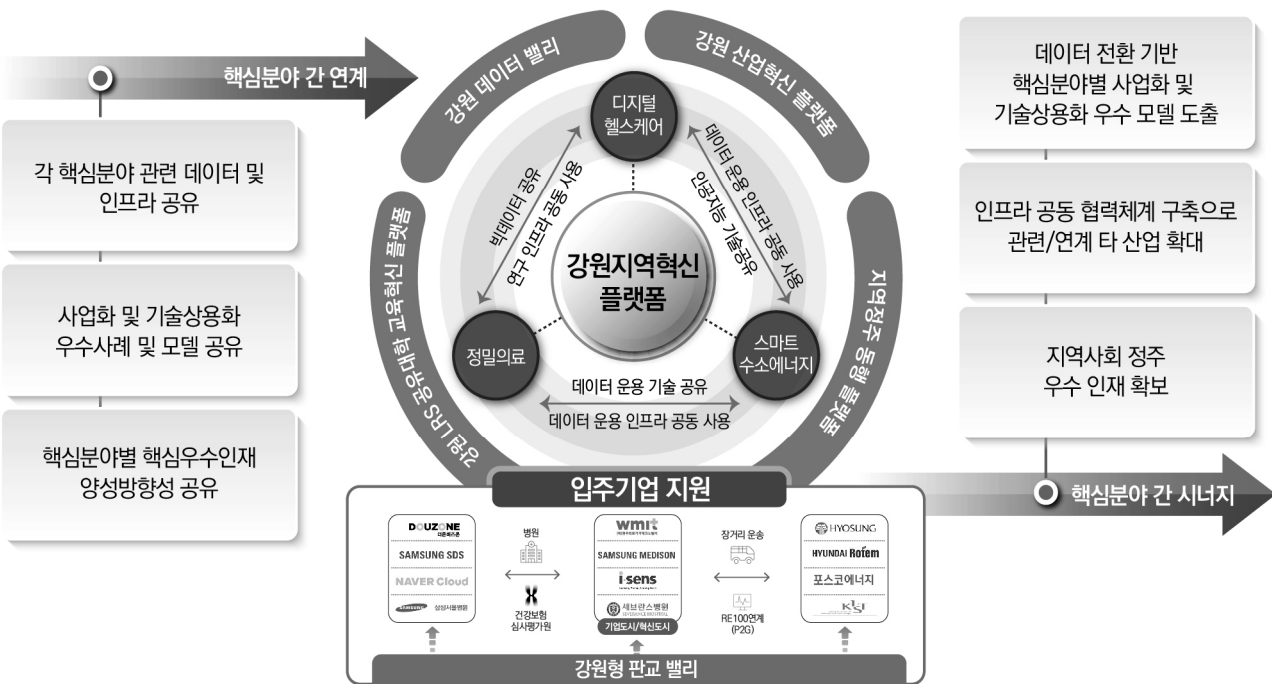 핵심분야 간 연계
각 핵심분야 관련 데이터 및
인프라 공유
사업화 및 기술상용화
우수사례 및 모델 공유
핵심분야별 핵심우수인재
양성방향성 공유
강원 데이터 밸리
강원 산업혁신 플랫폼
강원 LRS 공유대학 교육혁신 플랫폼
지역정주 동행 플랫폼
디지털
헬스케어
빅데이터 공유
연구 인프라 공동 사용
데이터 운용 인프라 공동 사용
인공지능 기술공유
강원지역혁신
플랫폼
정밀의료
스마트
수소에너지
데이터 운용 기술 공유
데이터 운용 인프라 공동 사용
데이터 전환 기반
핵심분야별 사업화 및
기술상용화 우수 모델 도출
인프라 공동 협력체계 구축으로
관련/연계 타 산업 확대
지역사회 정주
우수 인재 확보
핵심분야 간 시너지
입주기업 지원
DOUZONE
더존비즈온
SAMSUNG SDS
NAVER Cloud
SAMSUNG 삼성서울병원
병원
건강보험
심사평가원
wmit
SAMSUNG MEDISON
i-sens
세브란스병원
SEVERANCE HOSPITAL
기업도시/혁신도시
장거리 운송
RE100연계
(P2G)
HYOSUNG
HYUNDAI Rotem
포스코에너지
강원형 판교 밸리